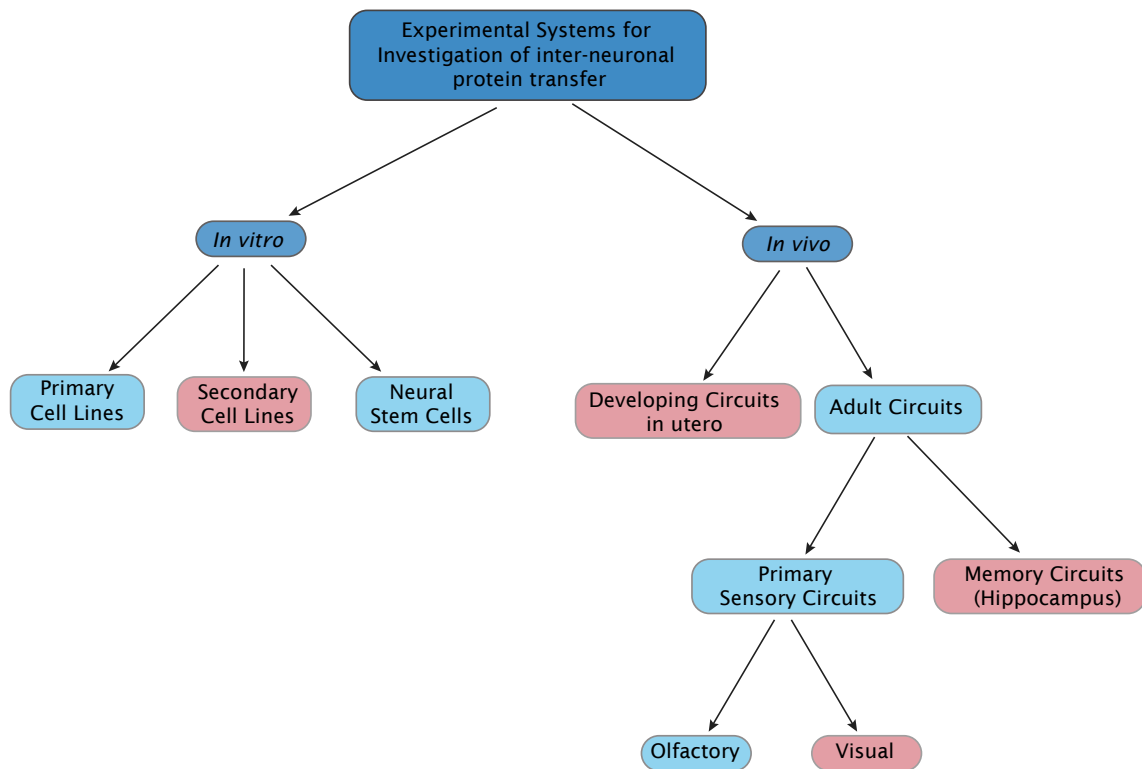 Experimental Systems for
Investigation of inter-neuronal
protein transfer
In vitro
In vivo
Primary
Cell Lines
Secondary
Cell Lines
Neural
Stem Cells
Developing Circuits
in utero
Adult Circuits
Primary
Sensory Circuits
Memory Circuits
(Hippocampus)
Olfactory
Visual